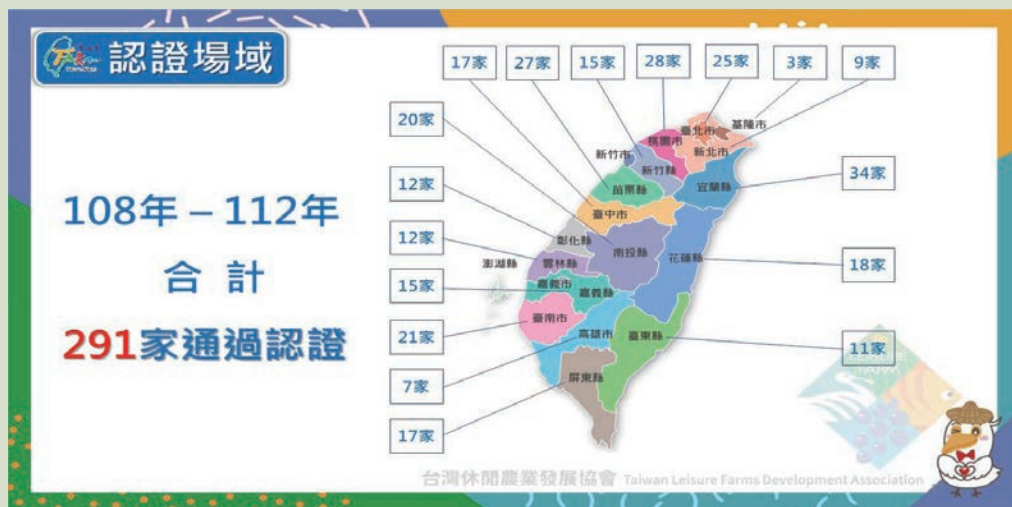 認證場域
108年－112年
合計
291家通過認證
17家
27家
15家
28家
25家
3家
9家
20家
12家
12家
15家
21家
7家
17家
34家
18家
11家
臺北市
基隆市
桃園市
新北市
新竹市
新竹縣
苗栗縣
宜蘭縣
臺中市
彰化縣
南投縣
花蓮縣
澎湖縣
雲林縣
嘉義市
嘉義縣
臺南市
高雄市
臺東縣
屏東縣
台灣休閒農業發展協會 Taiwan Leisure Farms Development Association